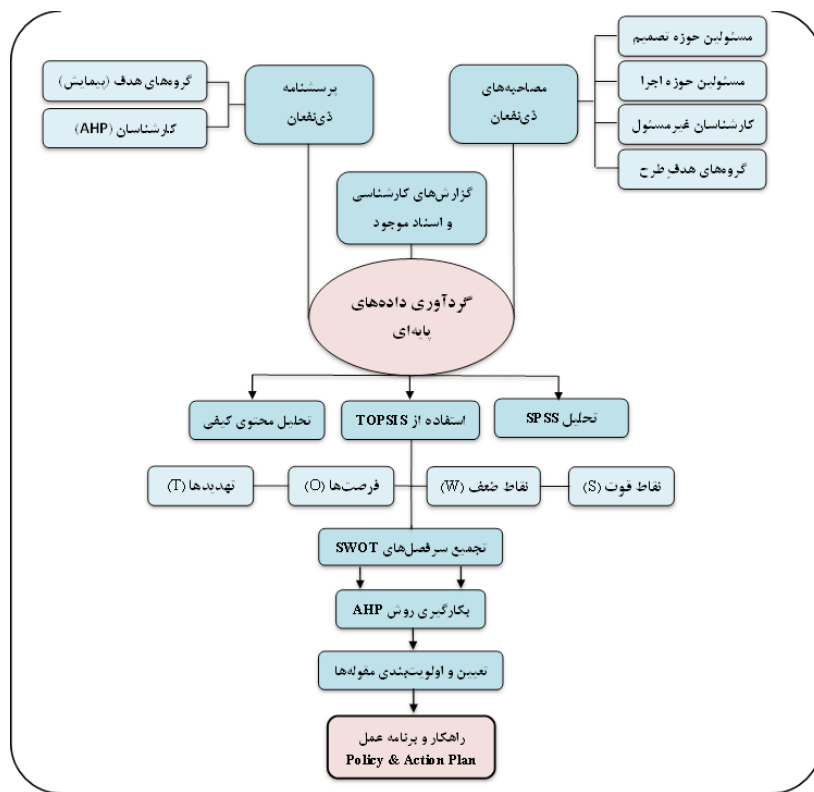 مسئولین حوزه تصمیم
مسئولین حوزه اجرا
کارشناسان غیرمسئول
گروه‌های هدفِ طرح
مصاحبه‌های
ذی‌نفعان
پرسشنامه
ذی‌نفعان
گروه‌های هدف (پیمایش)
کارشناسان (AHP)
گزارش‌های کارشناسی
و اسناد موجود
گردآوری داده‌های
پایه‌ای
تحلیل SPSS
استفاده از TOPSIS
تحلیل محتوی کیفی
نقاط قوت (S)
نقاط ضعف (W)
فرصت‌ها (O)
تهدیدها (T)
تجمیع سرفصل‌های SWOT
بکارگیری روش AHP
تعیین و اولویت‌بندی مقوله‌ها
راهکار و برنامه عمل
Policy & Action Plan